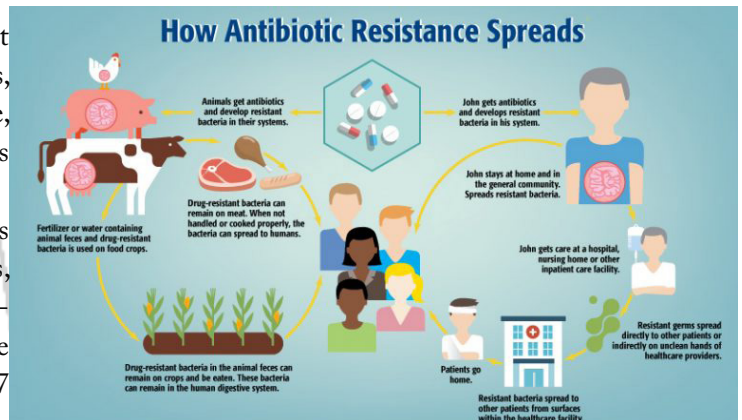 How Antibiotic Resistance Spreads
Animals get antibiotics
and develop resistant
bacteria in their systems.
John gets antibiotics
and develops resistant
bacteria in his system.
Drug-resistant bacteria can
remain on meat. When not
handled or cooked properly, the
bacteria can spread to humans.
John stays at home and in
the general community.
Spreads resistant bacteria.
Fertilizer or water containing
animal feces and drug-resistant
bacteria is used on food crops.
John gets care at a hospital,
nursing home or other
inpatient care facility.
Drug-resistant bacteria in the animal feces can
remain on crops and be eaten. These bacteria
can remain in the human digestive system.
Patients go
home.
Resistant germs spread
directly to other patients or
indirectly on unclean hands of
healthcare providers.
Resistant bacteria spread to
other patients from surfaces
within the healthcare facility.